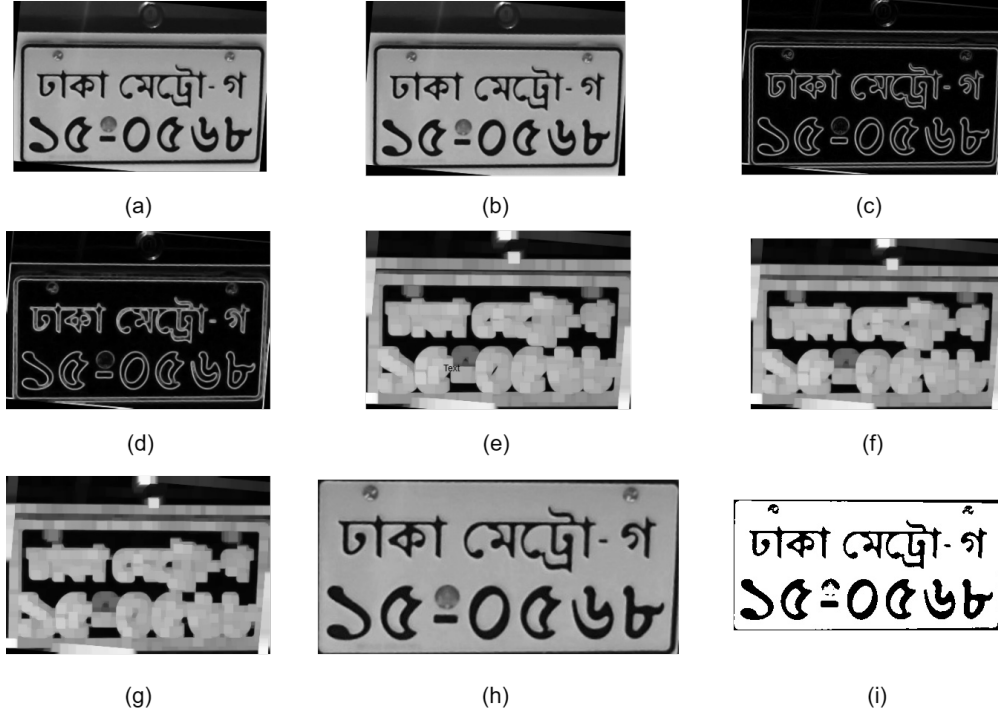 ঢাকা মেট্রো- গ ঢাকা মেট্রো- গ ঢাকা মেট্রো- গ
১৫-০৫৬৮ ১৫-০৫৬৮ ১৫-০৫৬৮
(a) (b) (c)
ঢাকা মেট্রো- গ
১৫-০৫৬৮ Text
(d) (e) (f)
ঢাকা মেট্রো- গ ঢাকা মেট্রো- গ
১৫-০৫৬৮ ১৫-০৫৬৮
(g) (h) (i)